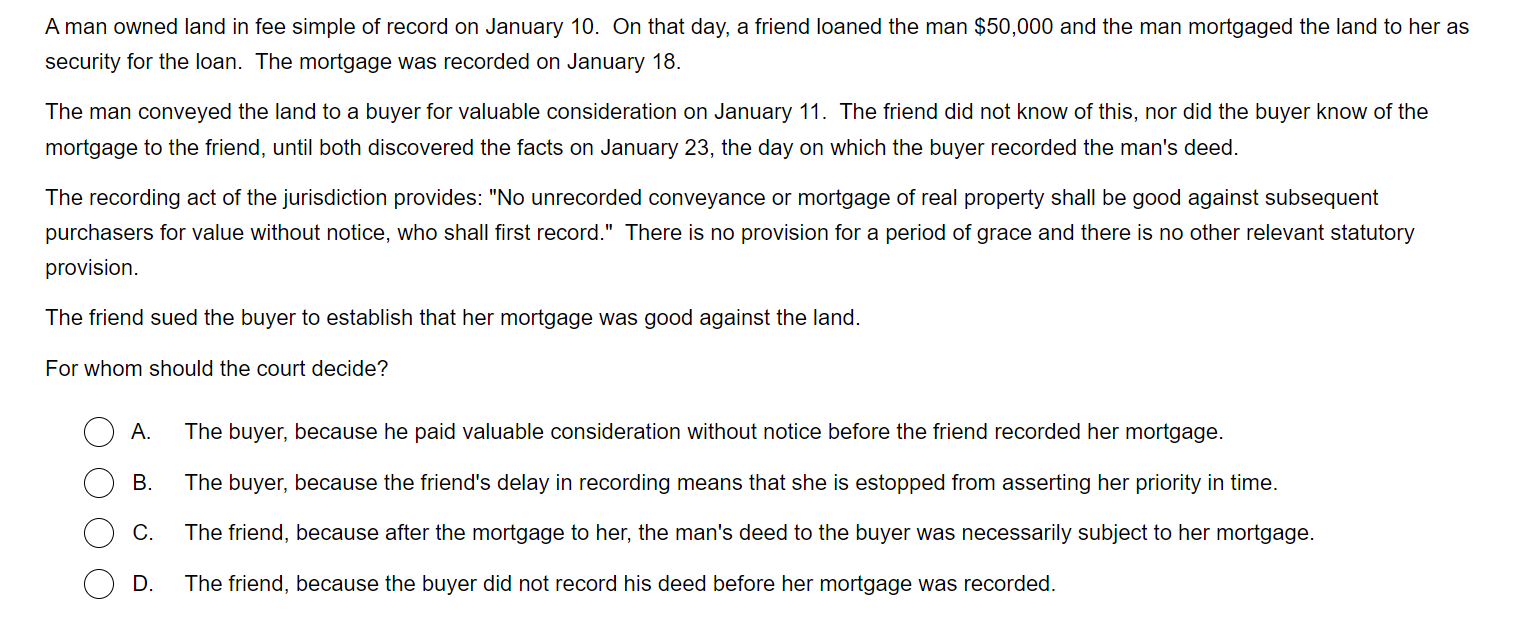 A man owned land in fee simple of record on January 10.  On that day, a friend loaned the man $50,000 and the man mortgaged the land to her as
security for the loan.  The mortgage was recorded on January 18.
The man conveyed the land to a buyer for valuable consideration on January 11.  The friend did not know of this, nor did the buyer know of the
mortgage to the friend, until both discovered the facts on January 23, the day on which the buyer recorded the man's deed.
The recording act of the jurisdiction provides: "No unrecorded conveyance or mortgage of real property shall be good against subsequent
purchasers for value without notice, who shall first record."  There is no provision for a period of grace and there is no other relevant statutory
provision.
The friend sued the buyer to establish that her mortgage was good against the land.
For whom should the court decide?
A. The buyer, because he paid valuable consideration without notice before the friend recorded her mortgage.
B. The buyer, because the friend's delay in recording means that she is estopped from asserting her priority in time.
C. The friend, because after the mortgage to her, the man's deed to the buyer was necessarily subject to her mortgage.
D. The friend, because the buyer did not record his deed before her mortgage was recorded.